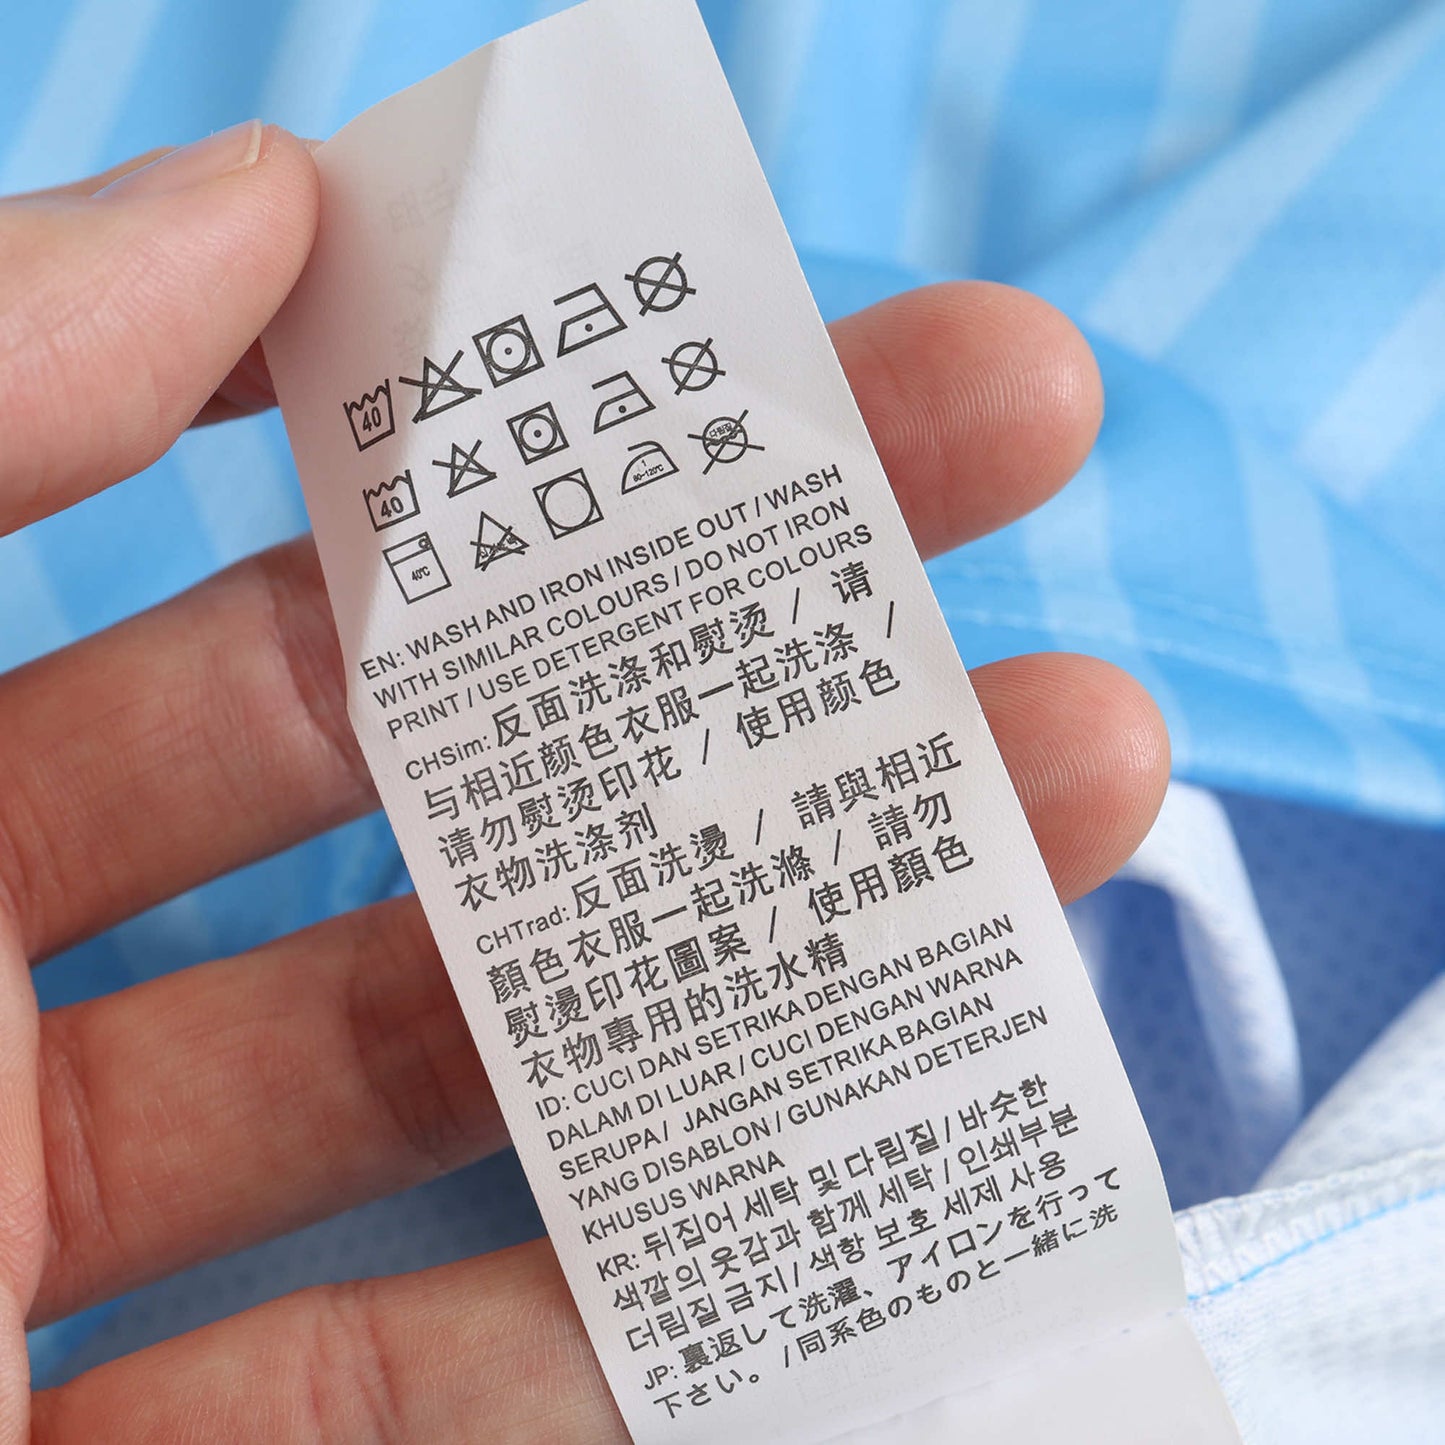 40
40
40℃
80~120℃
다림질
EN: WASH AND IRON INSIDE OUT / WASH
WITH SIMILAR COLOURS / DO NOT IRON
PRINT / USE DETERGENT FOR COLOURS
CHSim: 反面洗涤和熨烫 / 请
与相近颜色衣服一起洗涤 /
请勿熨烫印花 / 使用颜色
衣物洗涤剂
CHTrad: 反面洗燙 / 請與相近
顏色衣服一起洗滌 / 請勿
熨燙印花圖案 / 使用顏色
衣物專用的洗水精
ID: CUCI DAN SETRIKA DENGAN BAGIAN
DALAM DI LUAR / CUCI DENGAN WARNA
SERUPA / JANGAN SETRIKA BAGIAN
YANG DISABLON / GUNAKAN DETERJEN
KHUSUS WARNA
KR: 뒤집어 세탁 및 다림질 / 바슷한
색깔의 옷감과 함께 세탁 / 인쇄부분
더림질 금지 / 색항 보호 세제 사용
JP: 裏返して洗濯、アイロンを行って
下さい。 / 同系色のものと一緒に洗